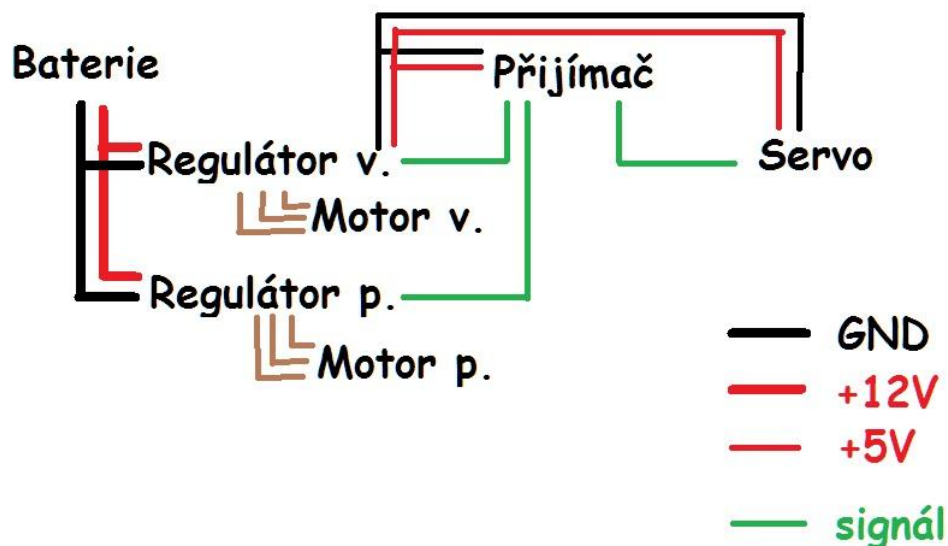 Baterie
Přijímač
Regulátor v.
Servo
Motor v.
Regulátor p.
Motor p.
GND
+12V
+5V
signál